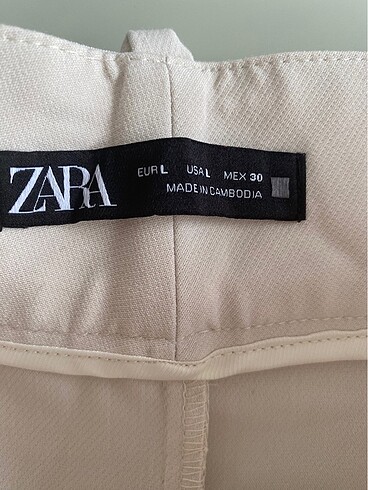 ZARA
EUR L USA L MEX 30
MADE IN CAMBODIA